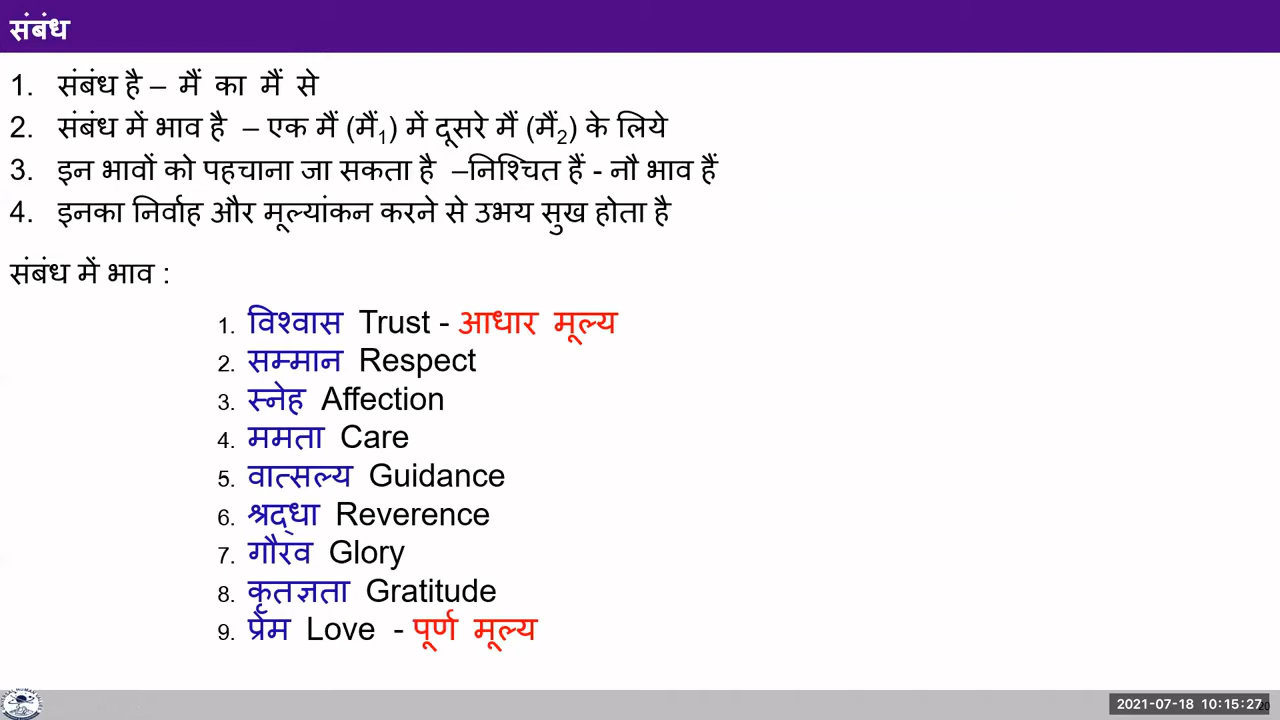 संबंध
1. संबंध है – मैं का मैं से
2. संबंध में भाव है – एक मैं (मैं1) में दूसरे मैं (मैं2) के लिये
3. इन भावों को पहचाना जा सकता है –निश्चित हैं - नौ भाव हैं
4. इनका निर्वाह और मूल्यांकन करने से उभय सुख होता है
संबंध में भाव :
1. विश्वास Trust - आधार मूल्य
2. सम्मान Respect
3. स्नेह Affection
4. ममता Care
5. वात्सल्य Guidance
6. श्रद्धा Reverence
7. गौरव Glory
8. कृतज्ञता Gratitude
9. प्रेम Love - पूर्ण मूल्य
2021-07-18 10:15:27